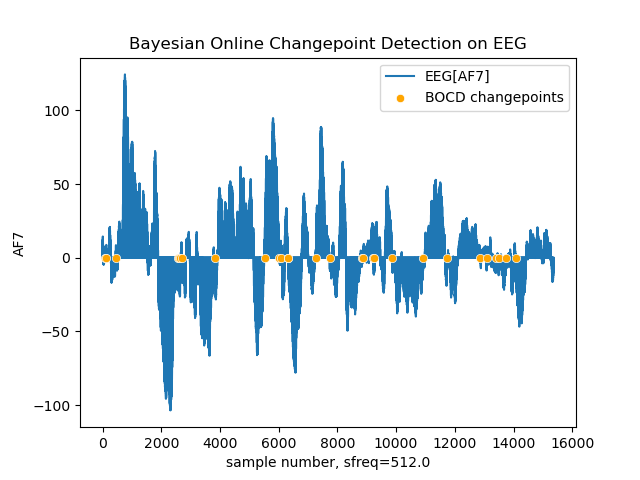 Bayesian Online Changepoint Detection on EEG
EEG[AF7]
BOCD changepoints
100
50
0
−50
−100
AF7
0 2000 4000 6000 8000 10000 12000 14000 16000
sample number, sfreq=512.0